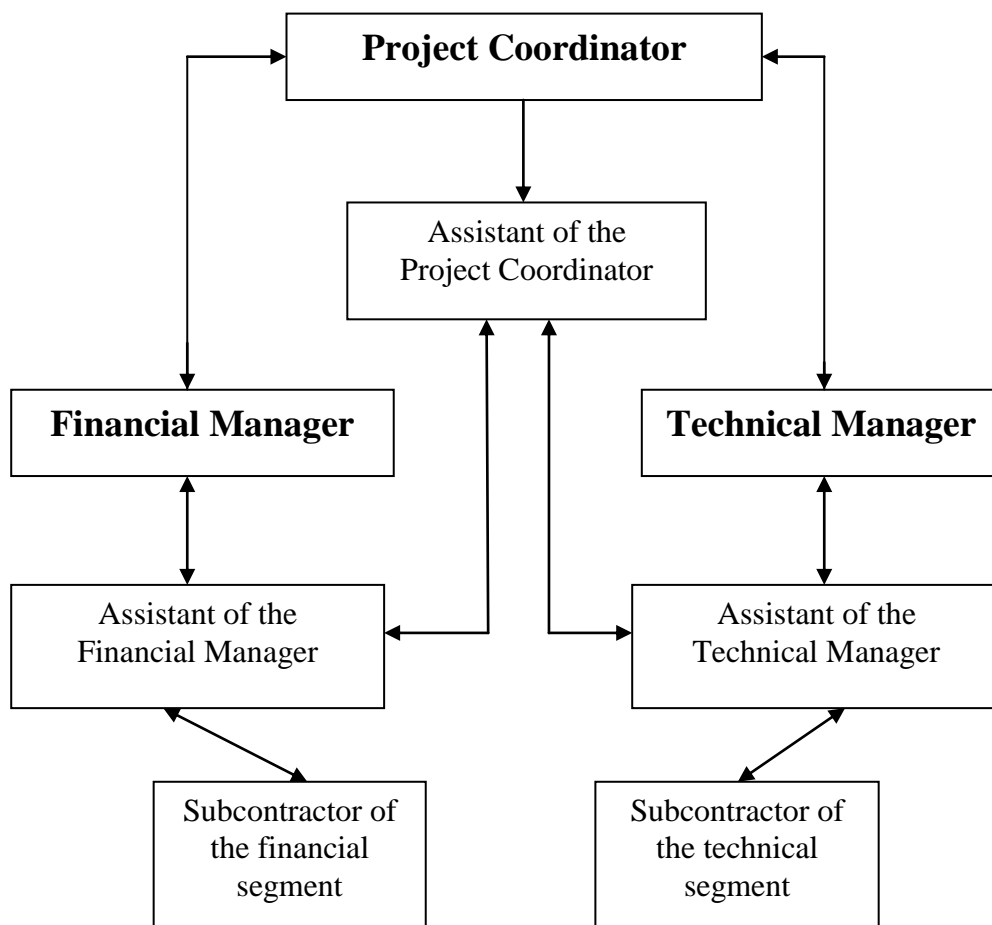 Project Coordinator
Assistant of the
Project Coordinator
Financial Manager
Technical Manager
Assistant of the
Financial Manager
Assistant of the
Technical Manager
Subcontractor of
the financial
segment
Subcontractor of
the technical
segment